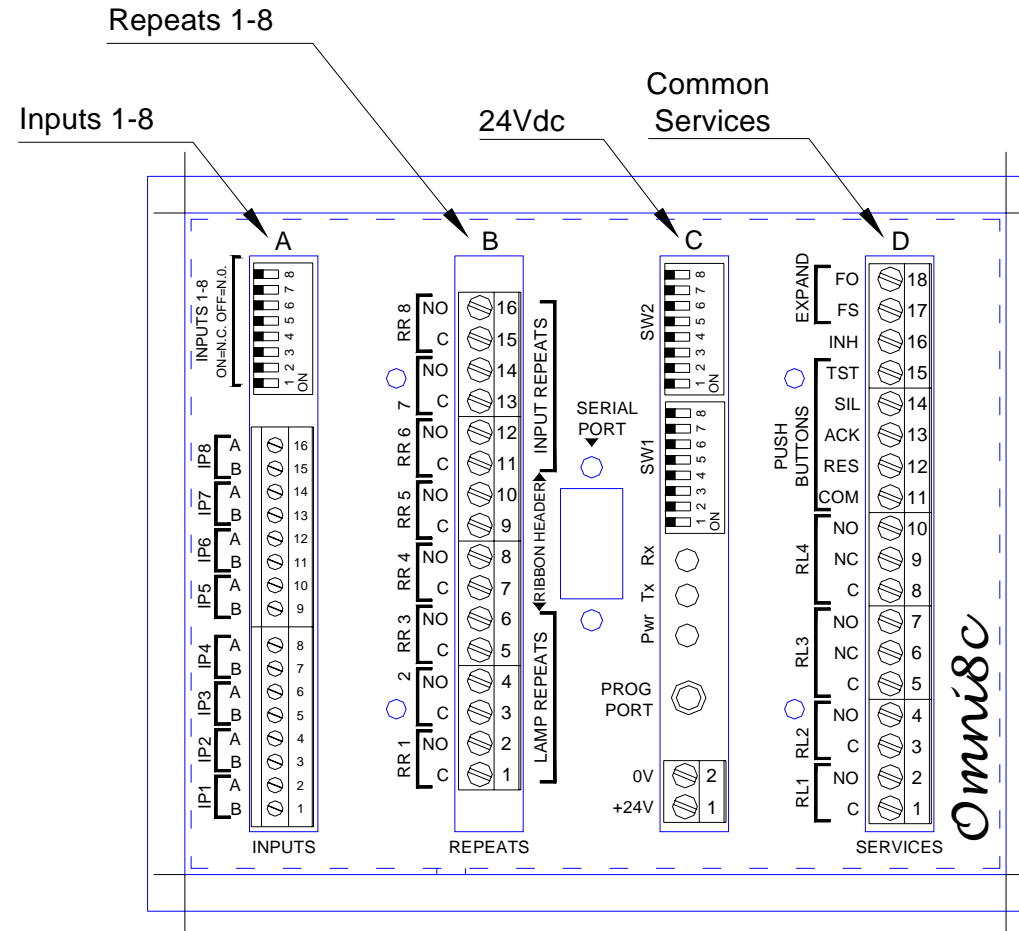 Repeats 1-8
Inputs 1-8
24Vdc
Common
Services
A
INPUTS 1-8
ON=N.C. OFF=N.0.
8
7
6
5
4
3
2
1
ON
IP8 A 16
B 15
IP7 A 14
B 13
IP6 A 12
B 11
IP5 A 10
B 9
IP4 A 8
B 7
IP3 A 6
B 5
IP2 A 4
B 3
IP1 A 2
B 1
INPUTS
B
RR 8 NO 16
C 15
7 NO 14
C 13
RR 6 NO 12
C 11
RR 5 NO 10
C 9
RR 4 NO 8
C 7
RR 3 NO 6
C 5
2 NO 4
C 3
RR 1 NO 2
C 1
INPUT REPEATS
RIBBON HEADER
LAMP REPEATS
REPEATS
SERIAL
PORT
C
SW2
8
7
6
5
4
3
2
1
ON
SW1
8
7
6
5
4
3
2
1
ON
Rx
Tx
Pwr
PROG
PORT
0V 2
+24V 1
D
EXPAND
FO 18
FS 17
INH 16
PUSH
BUTTONS
TST 15
SIL 14
ACK 13
RES 12
COM 11
RL4 NO 10
NC 9
C 8
RL3 NO 7
NC 6
C 5
RL2 NO 4
C 3
RL1 NO 2
C 1
SERVICES
Omni8c